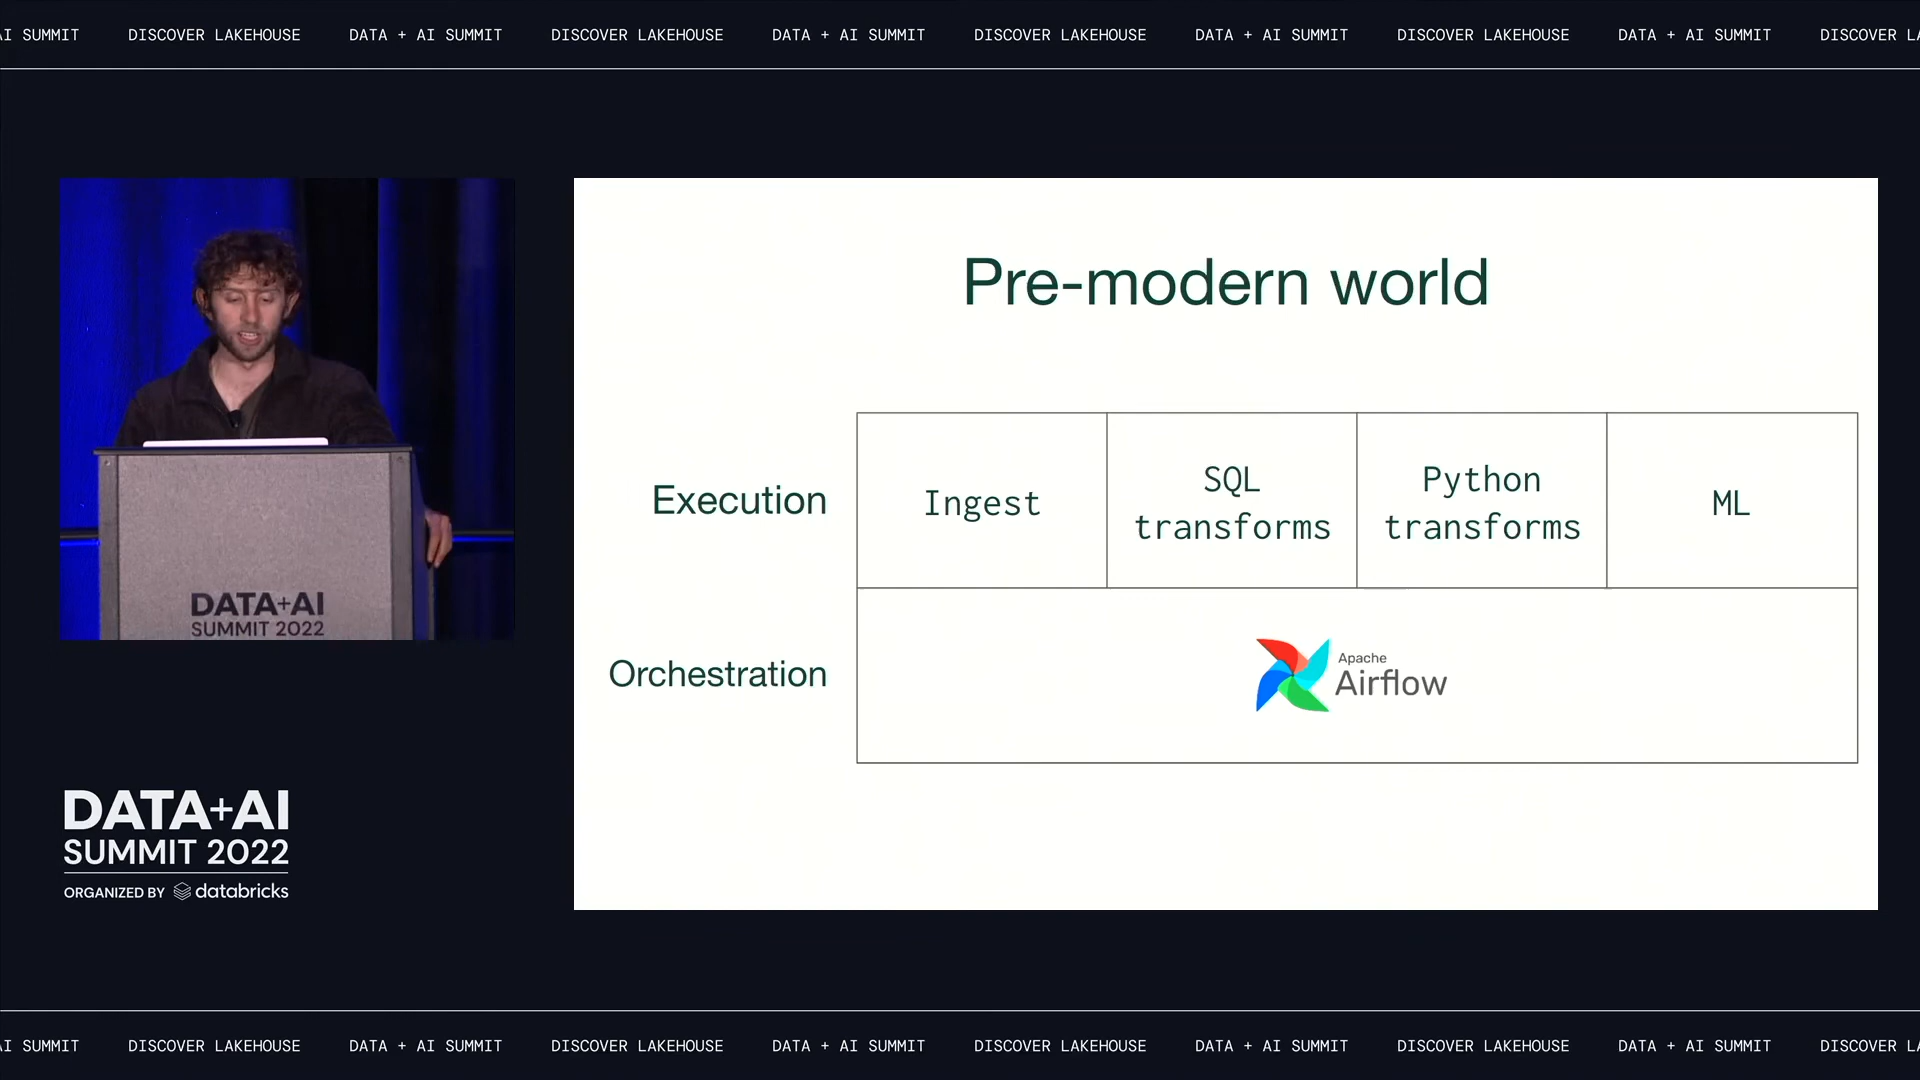 AI SUMMIT DISCOVER LAKEHOUSE DATA + AI SUMMIT DISCOVER LAKEHOUSE DATA + AI SUMMIT DISCOVER LAKEHOUSE DATA + AI SUMMIT DISCOVER LAKEHOUSE DATA + AI SUMMIT DISCOVER LA
Pre-modern world
Execution
Ingest
SQL
transforms
Python
transforms
ML
Orchestration
Apache
Airflow
DATA+AI
SUMMIT 2022
DATA+AI
SUMMIT 2022
ORGANIZED BY databricks
AI SUMMIT DISCOVER LAKEHOUSE DATA + AI SUMMIT DISCOVER LAKEHOUSE DATA + AI SUMMIT DISCOVER LAKEHOUSE DATA + AI SUMMIT DISCOVER LAKEHOUSE DATA + AI SUMMIT DISCOVER LA